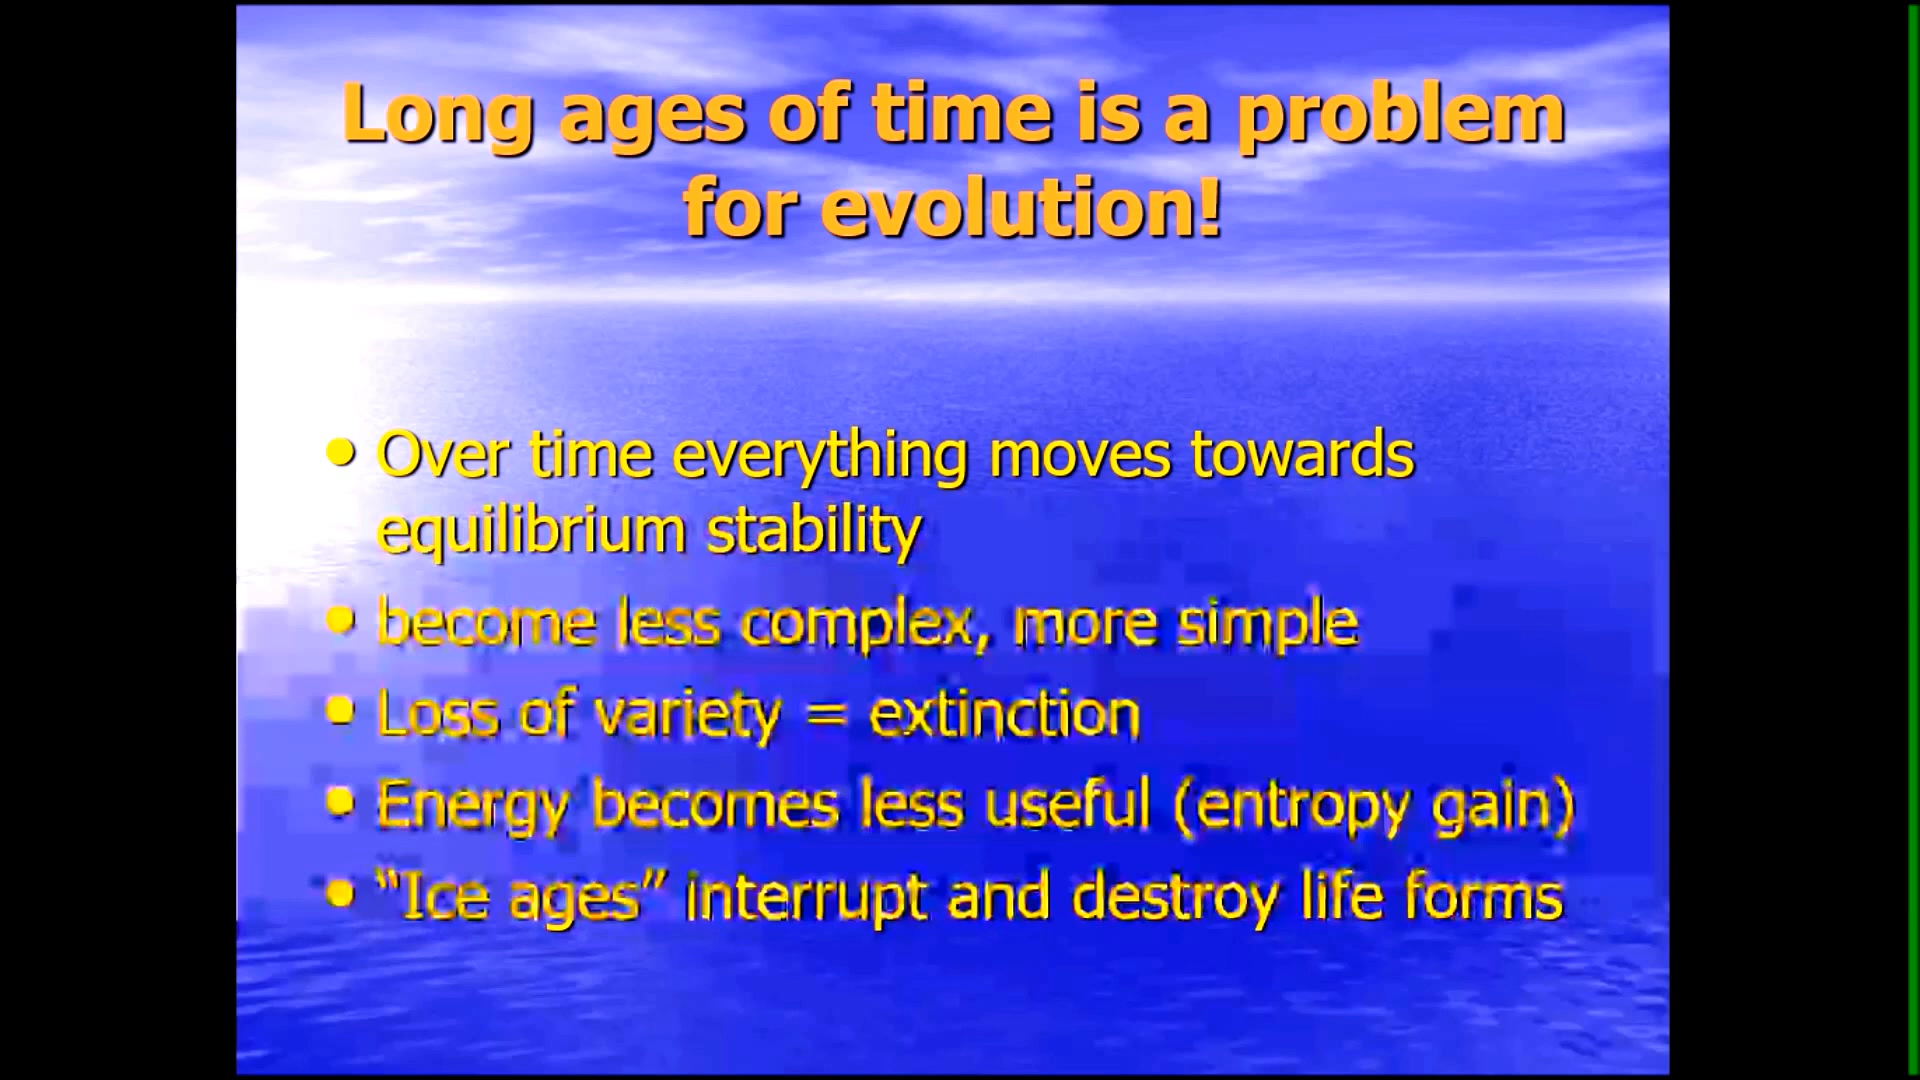 Long ages of time is a problem
for evolution!
• Over time everything moves towards
equilibrium stability
• become less complex, more simple
• Loss of variety = extinction
• Energy becomes less useful (entropy gain)
• “Ice ages” interrupt and destroy life forms